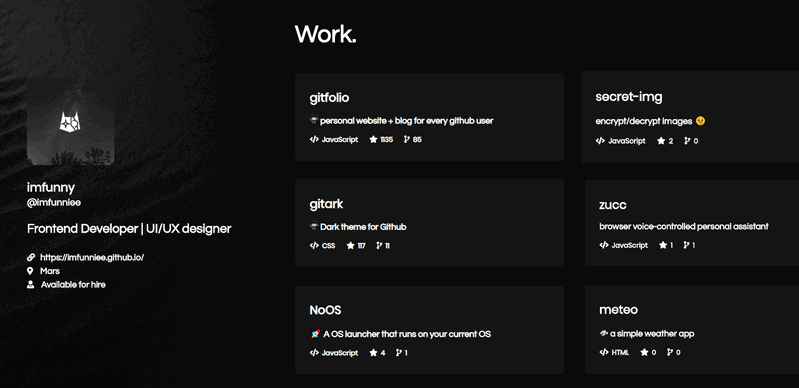 imfunny
@imfunniee
Frontend Developer | UI/UX designer
https://imfunniee.github.io/
Mars
Available for hire
Work.
gitfolio
personal website + blog for every github user
JavaScript 1135 85
secret-img
encrypt/decrypt images
JavaScript 2 0
gitark
Dark theme for Github
CSS 117 11
zucc
browser voice-controlled personal assistant
JavaScript 1 1
NoOS
A OS launcher that runs on your current OS
JavaScript 4 1
meteo
a simple weather app
HTML 0 0